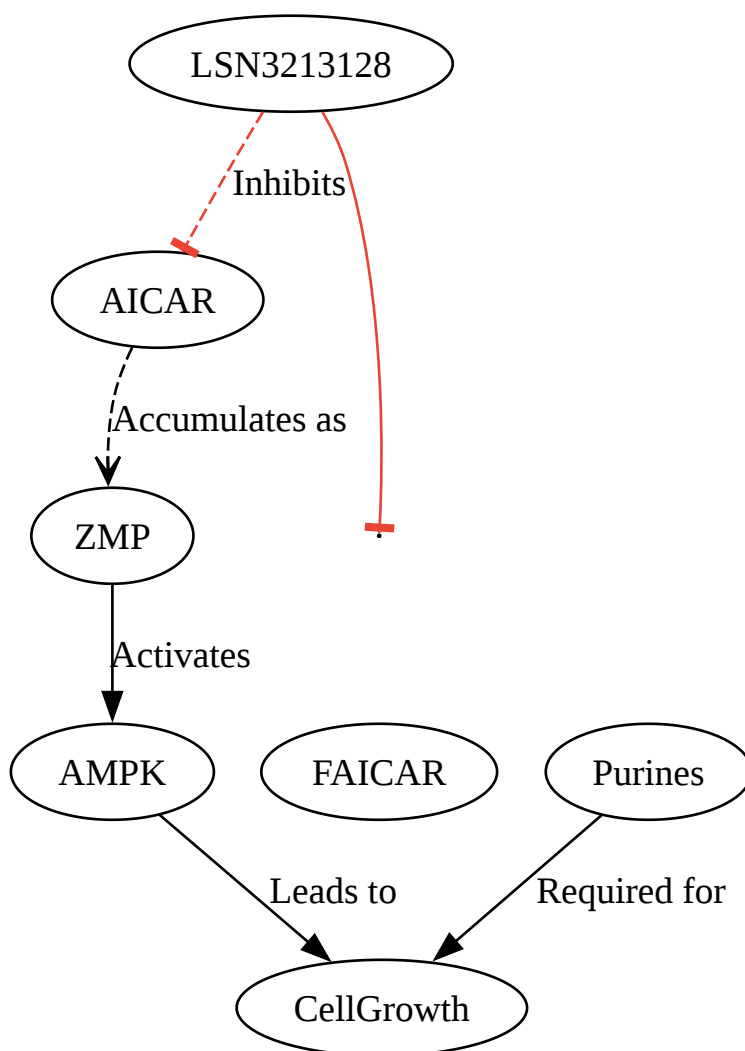 LSN3213128
Inhibits
AICAR
Accumulates as
ZMP
Activates
AMPK
FAICAR
Purines
Leads to
Required for
CellGrowth